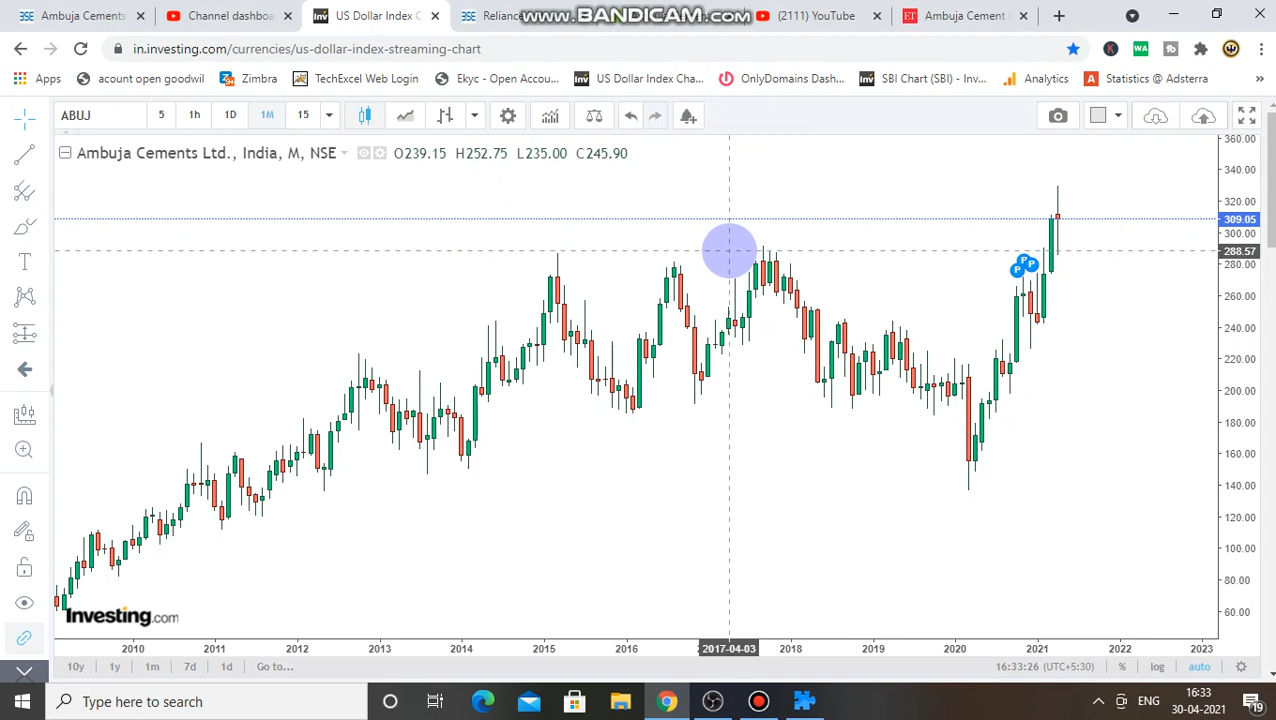 Ambuja Cements
Channel dashboa
US Dollar Index C
Relianc
www.BANDICAM.com
(2111) YouTube
ET
Ambuja Cement
in.investing.com/currencies/us-dollar-index-streaming-chart
Apps
acount open goodwil
Zimbra
TechExcel Web Login
Ekyc - Open Accou...
Inv
US Dollar Index Cha...
OnlyDomains Dash...
Inv
SBI Chart (SBI) - Inv...
Analytics
Statistics @ Adsterra
ABUJ
5
1h
1D
1M
15
Ambuja Cements Ltd., India, M, NSE
O239.15 H252.75 L235.00 C245.90
360.00
340.00
320.00
309.05
300.00
288.57
280.00
260.00
240.00
220.00
200.00
180.00
160.00
140.00
120.00
100.00
80.00
60.00
P
P
P
Investing.com
2010
2011
2012
2013
2014
2015
2016
2017-04-03
2018
2019
2020
2021
2022
2023
10y
1y
1m
7d
1d
Go to...
16:33:26 (UTC+5:30)
%
log
auto
Type here to search
ENG
16:33
30-04-2021
19